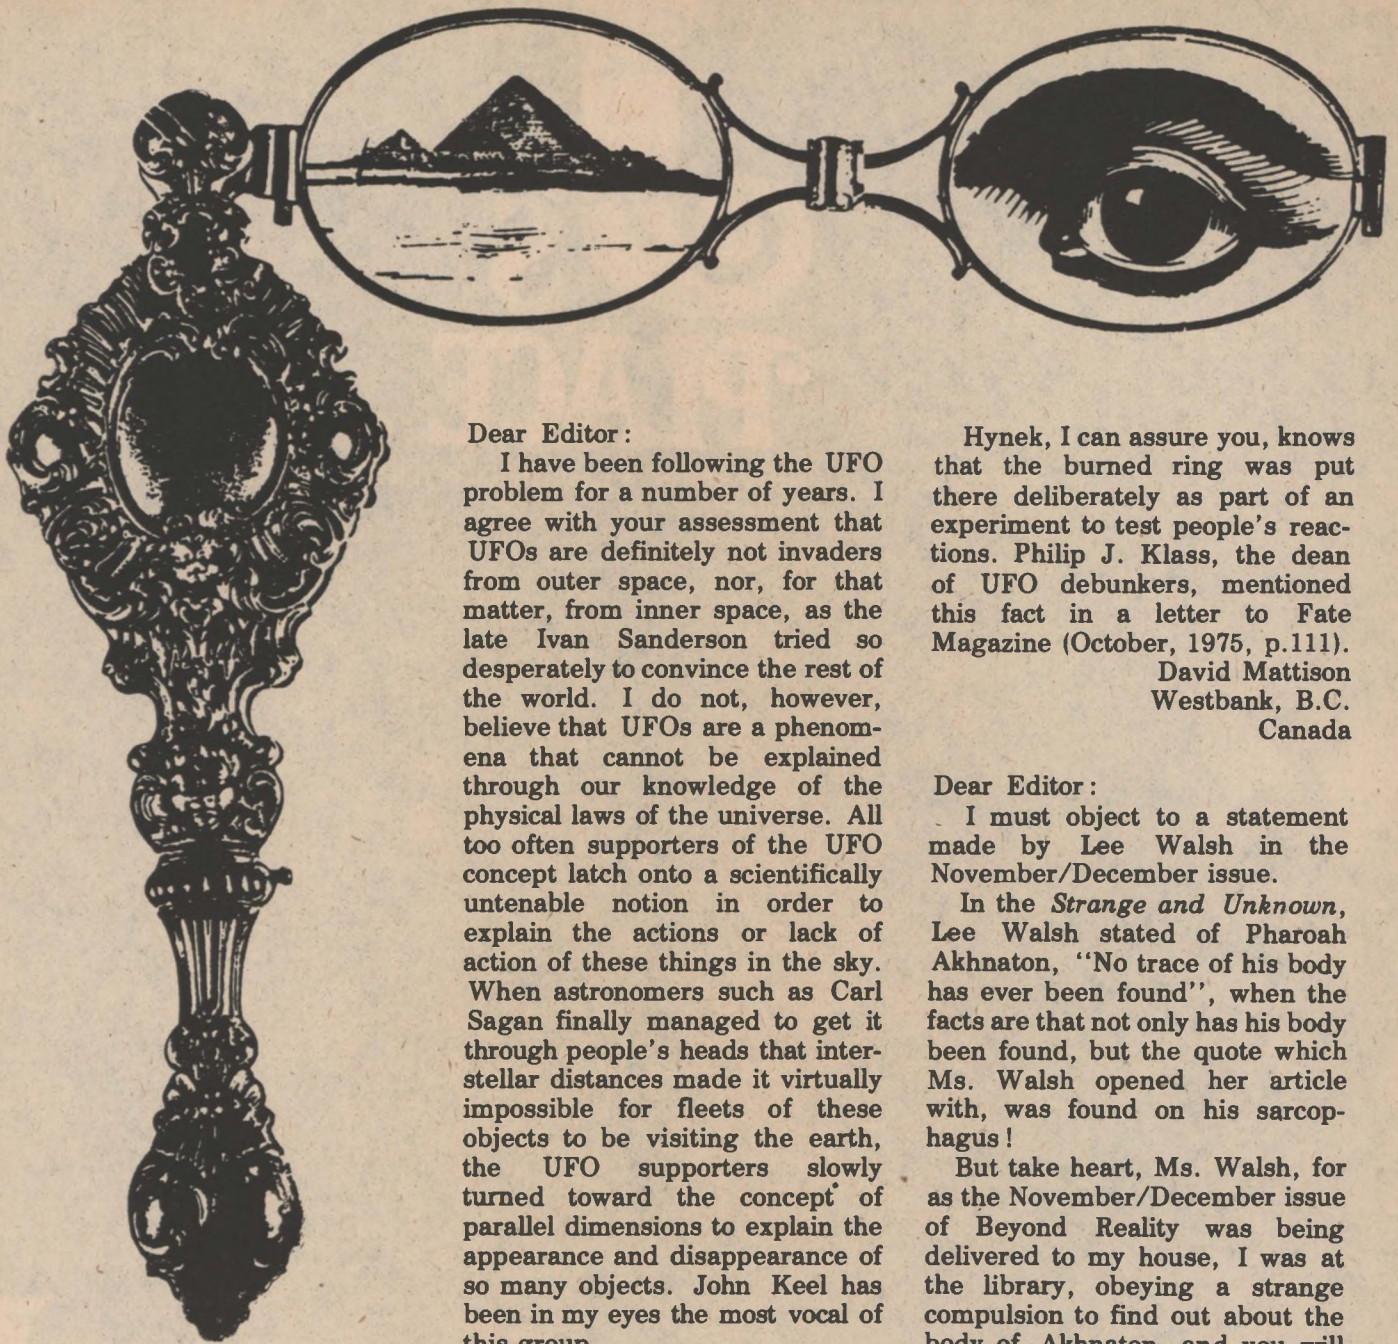 Dear Editor:
I have been following the UFO
problem for a number of years. I
agree with your assessment that
UFOs are definitely not invaders
from outer space, nor, for that
matter, from inner space, as the
late Ivan Sanderson tried so
desperately to convince the rest of
the world. I do not, however,
believe that UFOs are a phenom-
ena that cannot be explained
through our knowledge of the
physical laws of the universe. All
too often supporters of the UFO
concept latch onto a scientifically
untenable notion in order to
explain the actions or lack of
action of these things in the sky.
When astronomers such as Carl
Sagan finally managed to get it
through people's heads that inter-
stellar distances made it virtually
impossible for fleets of these
objects to be visiting the earth,
the UFO supporters slowly
turned toward the concept of
parallel dimensions to explain the
appearance and disappearance of
so many objects. John Keel has
been in my eyes the most vocal of
this group.
Hynek, I can assure you, knows
that the burned ring was put
there deliberately as part of an
experiment to test people's reac-
tions. Philip J. Klass, the dean
of UFO debunkers, mentioned
this fact in a letter to Fate
Magazine (October, 1975, p.111).
David Mattison
Westbank, B.C.
Canada
Dear Editor:
I must object to a statement
made by Lee Walsh in the
November/December issue.
In the Strange and Unknown,
Lee Walsh stated of Pharoah
Akhnaton, "No trace of his body
has ever been found", when the
facts are that not only has his body
been found, but the quote which
Ms. Walsh opened her article
with, was found on his sarcop-
hagus!
But take heart, Ms. Walsh, for
as the November/December issue
of Beyond Reality was being
delivered to my house, I was at
the library, obeying a strange
compulsion to find out about the
body of Akhnaton, and you will